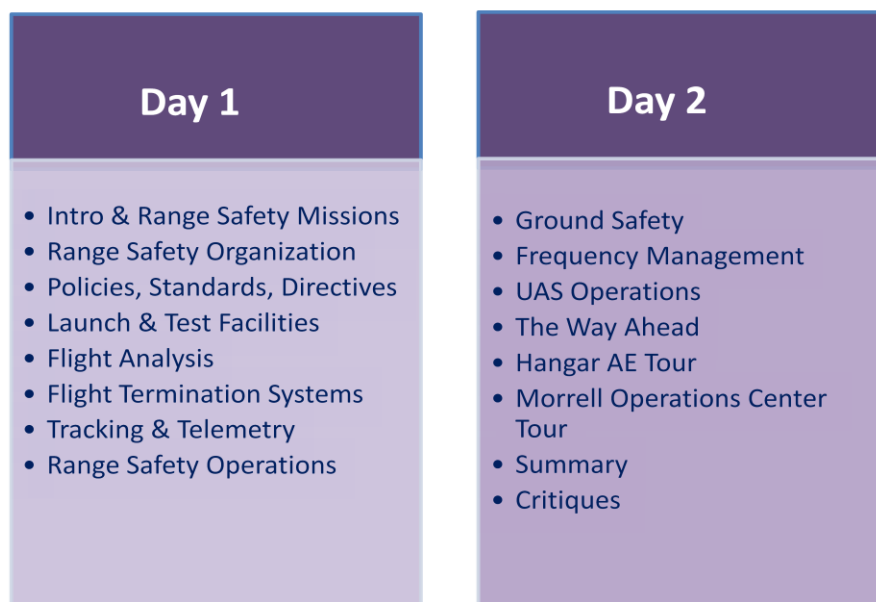 Day 1
• Intro & Range Safety Missions
• Range Safety Organization
• Policies, Standards, Directives
• Launch & Test Facilities
• Flight Analysis
• Flight Termination Systems
• Tracking & Telemetry
• Range Safety Operations
Day 2
• Ground Safety
• Frequency Management
• UAS Operations
• The Way Ahead
• Hangar AE Tour
• Morrell Operations Center
Tour
• Summary
• Critiques